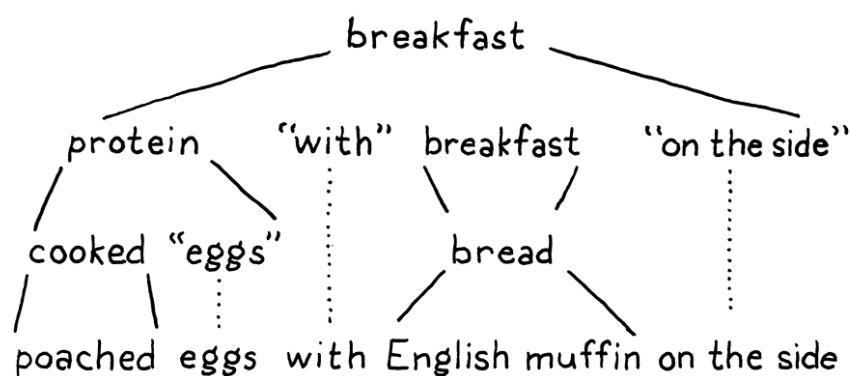 breakfast
protein “with” breakfast “on the side”
cooked “eggs” bread
poached eggs with English muffin on the side